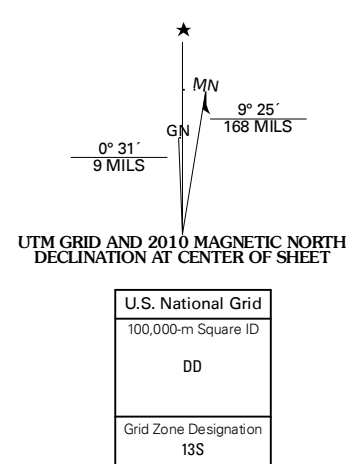 MN
9° 25´
168 MILS
GN
0° 31´
9 MILS
UTM GRID AND 2010 MAGNETIC NORTH
DECLINATION AT CENTER OF SHEET
U.S. National Grid
100,000-m Square ID
DD
Grid Zone Designation
13S